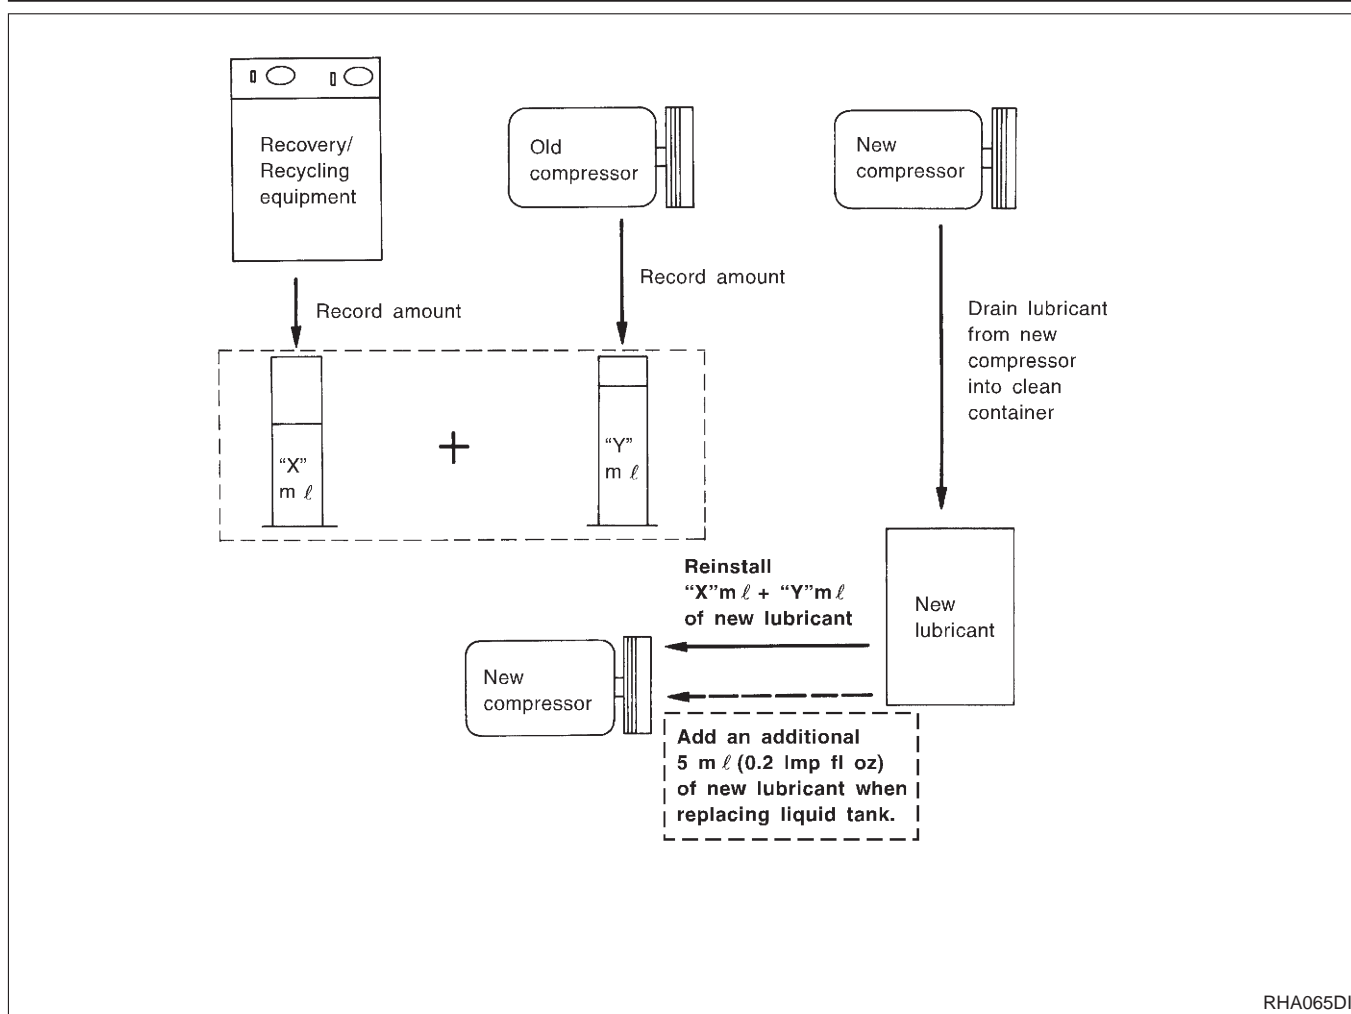 Recovery/
Recycling
equipment
Old
compressor
New
compressor
Record amount
Record amount
Drain lubricant
from new
compressor
into clean
container
“X”
m ℓ
+
“Y”
m ℓ
Reinstall
“X”m ℓ + “Y”m ℓ
of new lubricant
New
lubricant
New
compressor
Add an additional
5 m ℓ (0.2 Imp fl oz)
of new lubricant when
replacing liquid tank.
RHA065DI